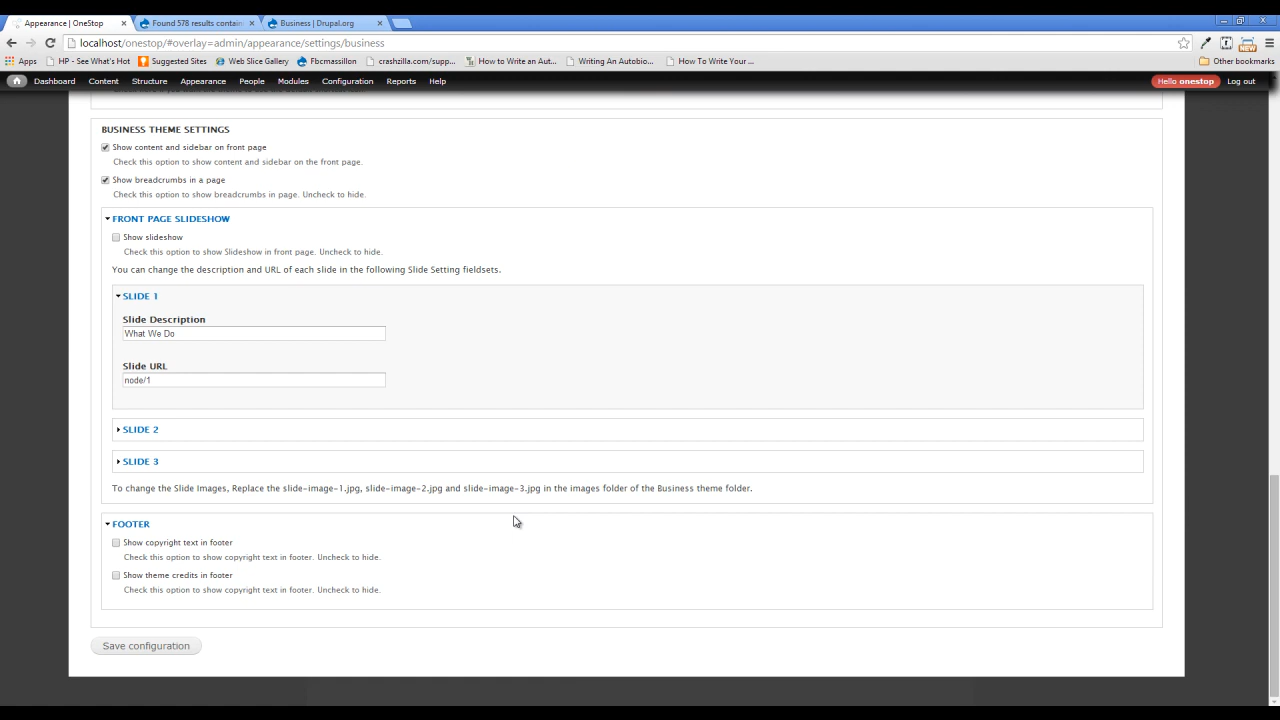 Appearance | OneStop
Found 578 results contain
Business | Drupal.org
localhost/onestop/#overlay=admin/appearance/settings/business
Apps
HP - See What's Hot
Suggested Sites
Web Slice Gallery
Fbcmassillon
crashzilla.com/supp...
How to Write an Aut...
Writing An Autobio...
How To Write Your ...
Other bookmarks
NEW
Dashboard
Content
Structure
Appearance
People
Modules
Configuration
Reports
Help
Hello onestop
Log out
BUSINESS THEME SETTINGS
Show content and sidebar on front page
Check this option to show content and sidebar on the front page.
Show breadcrumbs in a page
Check this option to show breadcrumbs in page. Uncheck to hide.
FRONT PAGE SLIDESHOW
Show slideshow
Check this option to show Slideshow in front page. Uncheck to hide.
You can change the description and URL of each slide in the following Slide Setting fieldsets.
SLIDE 1
Slide Description
What We Do
Slide URL
node/1
SLIDE 2
SLIDE 3
To change the Slide Images, Replace the slide-image-1.jpg, slide-image-2.jpg and slide-image-3.jpg in the images folder of the Business theme folder.
FOOTER
Show copyright text in footer
Check this option to show copyright text in footer. Uncheck to hide.
Show theme credits in footer
Check this option to show copyright text in footer. Uncheck to hide.
Save configuration